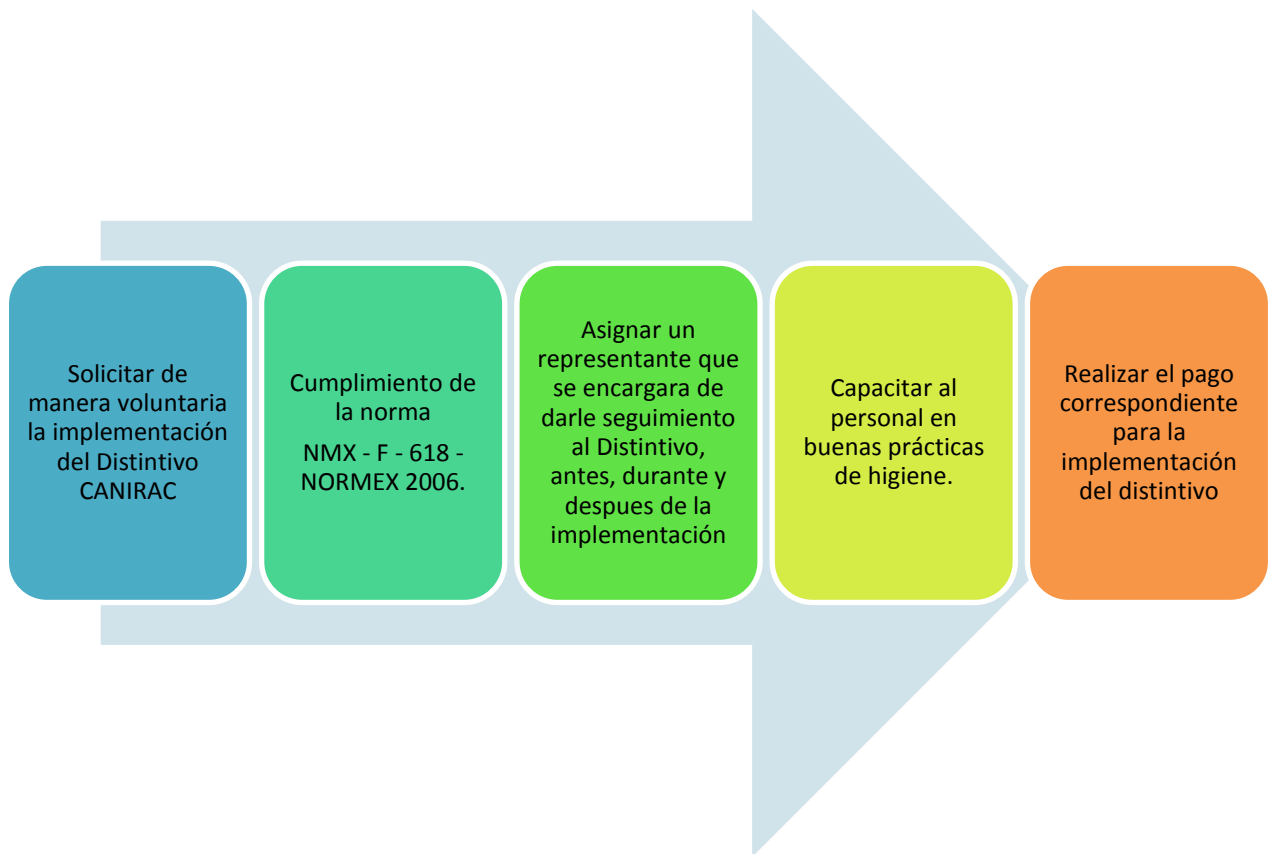 Solicitar de
manera voluntaria
la implementación
del Distintivo
CANIRAC
Cumplimiento de
la norma
NMX - F - 618 -
NORMEX 2006.
Asignar un
representante que
se encargara de
darle seguimiento
al Distintivo,
antes, durante y
despues de la
implementación
Capacitar al
personal en
buenas prácticas
de higiene.
Realizar el pago
correspondiente
para la
implementación
del distintivo